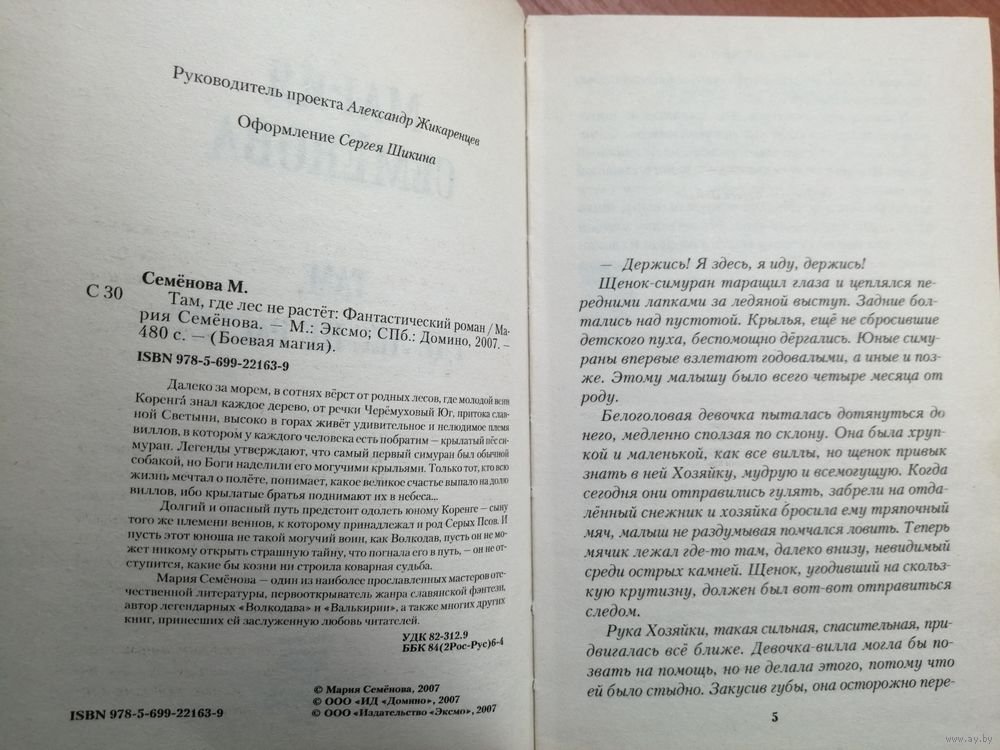 Руководитель проекта Александр Жикаренцев
Оформление Сергея Шикина
Семёнова М.
С 30
Там, где лес не растёт: Фантастический роман / Ма-
рия Семёнова. — М.: Эксмо; СПб.: Домино, 2007. —
480 с. — (Боевая магия).
ISBN 978-5-699-22163-9
Далеко за морем, в сотнях вёрст от родных лесов, где молодой венн
Коренга́ знал каждое дерево, от речки Черёмуховый Юг, притока слав-
ной Светыни, высоко в горах живёт удивительное и нелюдимое племя
виллов, в котором у каждого человека есть побратим — крылатый пёс си-
муран. Легенды утверждают, что самый первый симуран был обычной
собакой, но Боги наделили его могучими крыльями. Только тот, кто всю
жизнь мечтал о полёте, понимает, какое великое счастье выпало на долю
виллов, ибо крылатые братья поднимают их в небеса...
Долгий и опасный путь предстоит одолеть юному Коренге — сыну
того же племени веннов, к которому принадлежал и род Серых Псов. И
пусть этот юноша не такой могучий воин, как Волкодав, пусть он не мо-
жет никому открыть страшную тайну, что погнала его в путь, — он не от-
ступится, какие бы козни ни строила коварная судьба.
Мария Семёнова — один из наиболее прославленных мастеров оте-
чественной литературы, первооткрыватель жанра славянской фэнтези,
автор легендарных «Волкодава» и «Валькирии», а также многих других
книг, принесших ей заслуженную любовь читателей.
УДК 82-312.9
ББК 84(2Рос-Рус)6-4
© Мария Семёнова, 2007
© ООО «ИД «Домино», 2007
© ООО «Издательство «Эксмо», 2007
ISBN 978-5-699-22163-9
— Держись! Я здесь, я иду, держись!
Щенок-симуран таращил глаза и цеплялся пе-
редними лапками за ледяной выступ. Задние бол-
тались над пустотой. Крылья, ещё не сбросившие
детского пуха, беспомощно дёргались. Юные симу-
раны впервые взлетают годовалыми, а иные и поз-
же. Этому малышу было всего четыре месяца от
роду.
Белоголовая девочка пыталась дотянуться до
него, медленно сползая по склону. Она была хруп-
кой и маленькой, как все виллы, но щенок привык
знать в ней Хозяйку, мудрую и всемогущую. Когда
сегодня они отправились гулять, забрели на отда-
лённый снежник и хозяйка бросила ему тряпочный
мяч, малыш не раздумывая помчался ловить. Теперь
мячик лежал где-то там, далеко внизу, невидимый
среди острых камней. Щенок, угодивший на скользь-
кую крутизну, должен был вот-вот отправиться
следом.
Рука Хозяйки, такая сильная, спасительная, при-
двигалась всё ближе. Девочка-вилла могла бы по-
звать на помощь, но не делала этого, потому что
ей было стыдно. Закусив губы, она осторожно пере-
5
www.ay.by